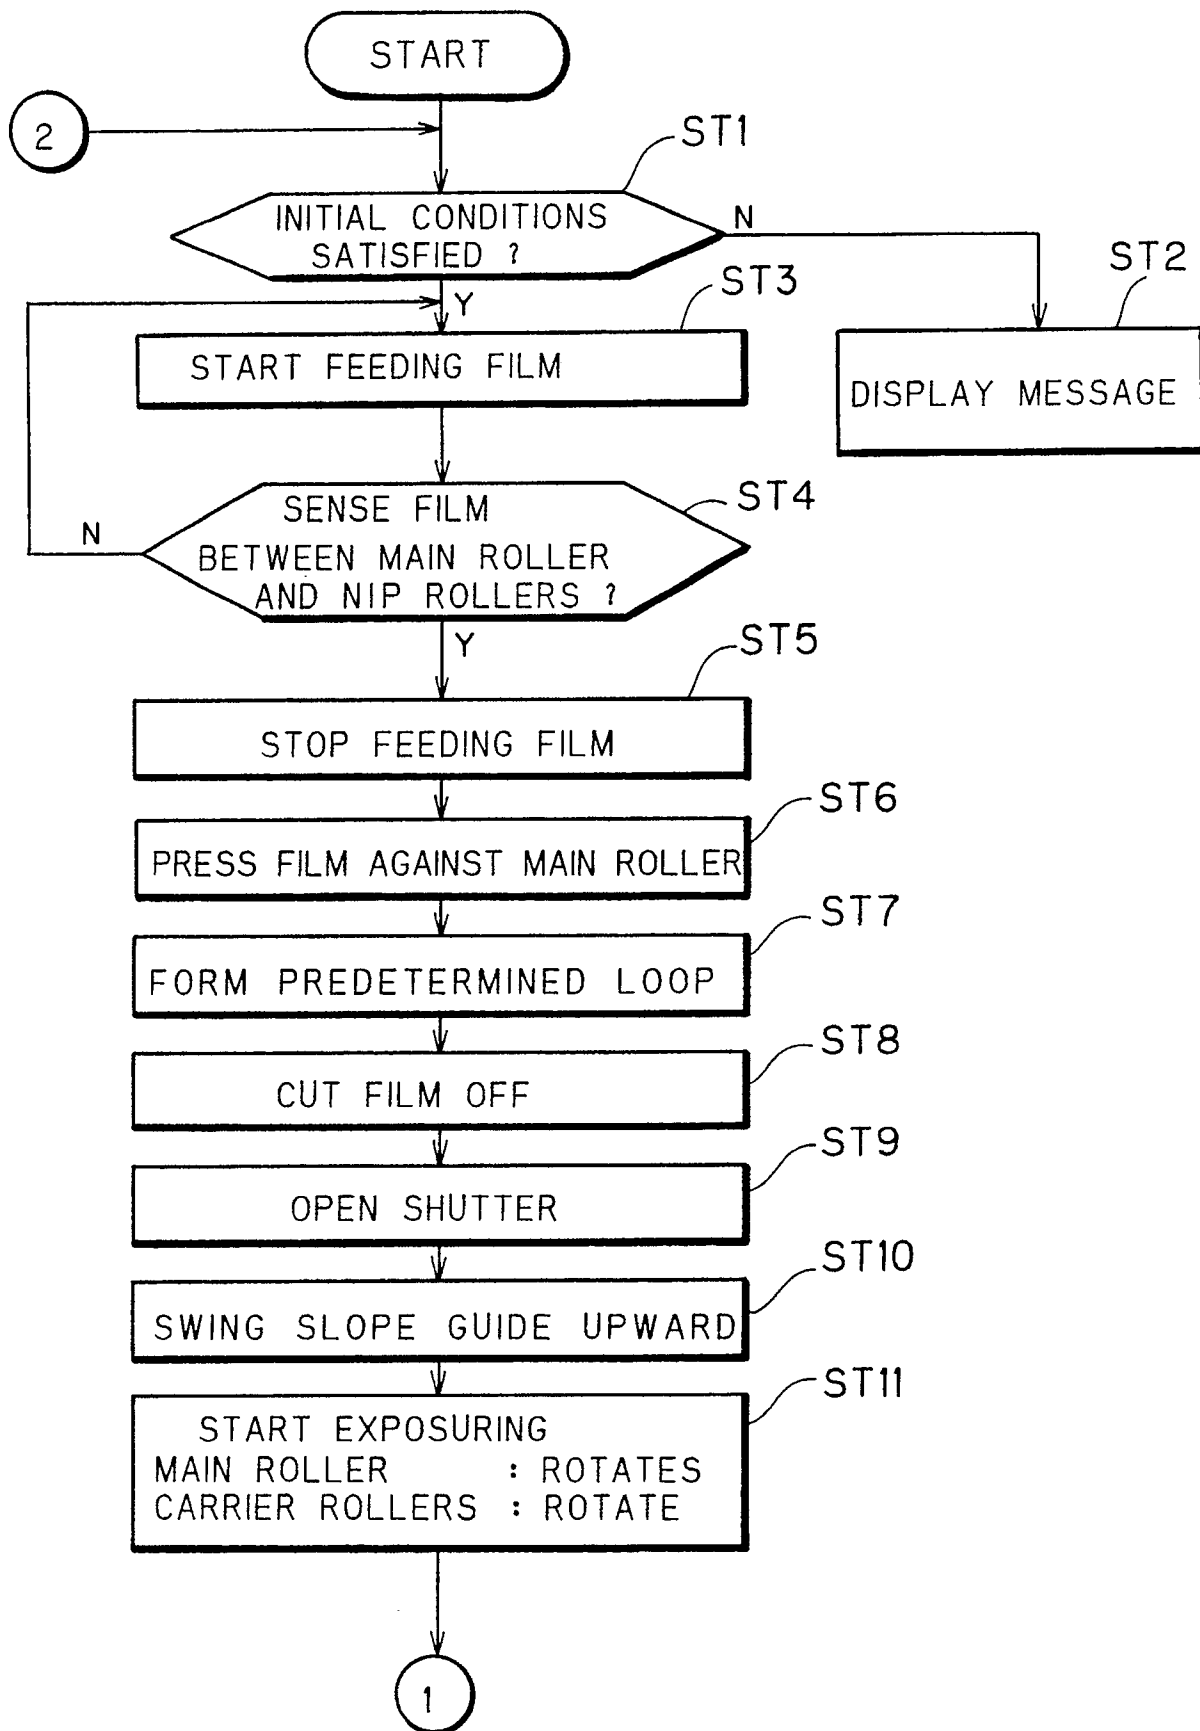 START
2
ST1
INITIAL CONDITIONS
SATISFIED ?
N
ST2
DISPLAY MESSAGE
Y
ST3
START FEEDING FILM
ST4
SENSE FILM
BETWEEN MAIN ROLLER
AND NIP ROLLERS ?
N
Y
ST5
STOP FEEDING FILM
ST6
PRESS FILM AGAINST MAIN ROLLER
ST7
FORM PREDETERMINED LOOP
ST8
CUT FILM OFF
ST9
OPEN SHUTTER
ST10
SWING SLOPE GUIDE UPWARD
ST11
START EXPOSURING
MAIN ROLLER : ROTATES
CARRIER ROLLERS : ROTATE
1